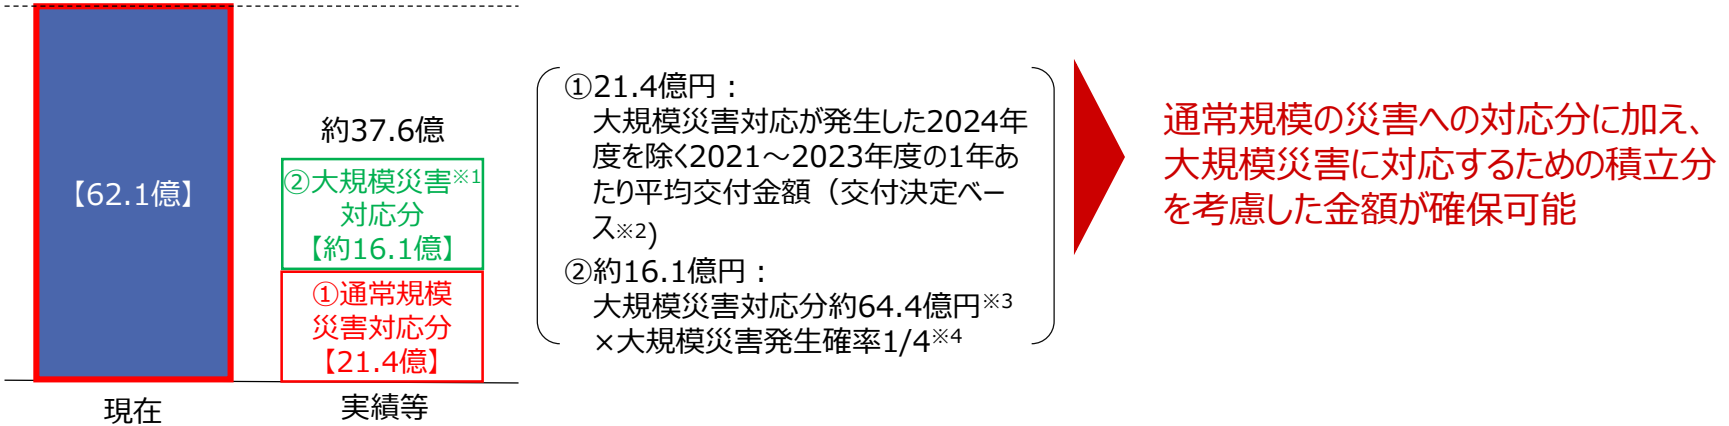 【62.1億】
現在
約37.6億
②大規模災害※1
対応分
【約16.1億】
①通常規模
災害対応分
【21.4億】
実績等
①21.4億円：
大規模災害対応が発生した2024年
度を除く2021～2023年度の1年あ
たり平均交付金額（交付決定ベー
ス※2)
②約16.1億円：
大規模災害対応分約64.4億円※3
×大規模災害発生確率1/4※4
通常規模の災害への対応分に加え、
大規模災害に対応するための積立分
を考慮した金額が確保可能